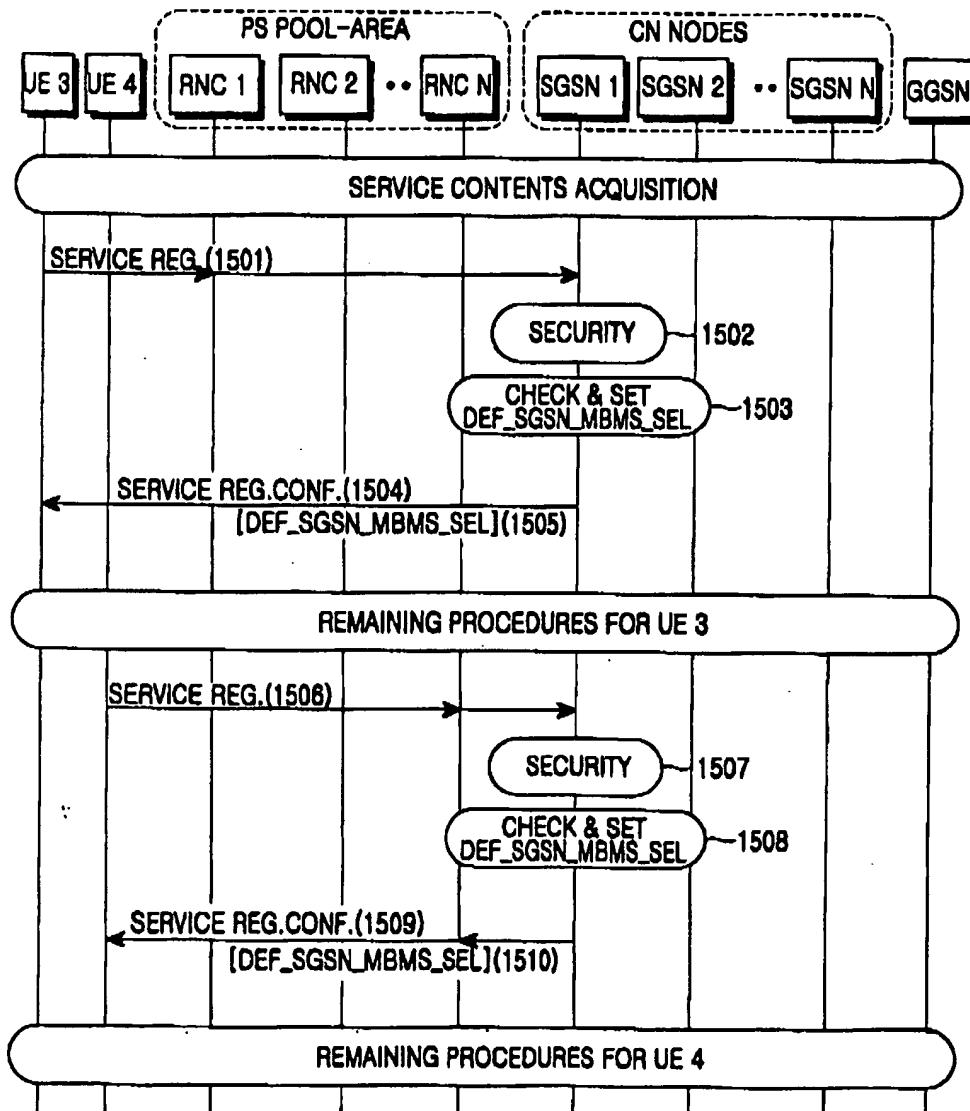 PS POOL-AREA
CN NODES
UE 3
UE 4
RNC 1
RNC 2
RNC N
SGSN 1
SGSN 2
SGSN N
GGSN
SERVICE CONTENTS ACQUISITION
SERVICE REG.(1501)
SECURITY
1502
CHECK & SET
DEF_SGSN_MBMS_SEL
1503
SERVICE REG.CONF.(1504)
[DEF_SGSN_MBMS_SEL](1505)
REMAINING PROCEDURES FOR UE 3
SERVICE REG.(1506)
SECURITY
1507
CHECK & SET
DEF_SGSN_MBMS_SEL
1508
SERVICE REG.CONF.(1509)
[DEF_SGSN_MBMS_SEL](1510)
REMAINING PROCEDURES FOR UE 4